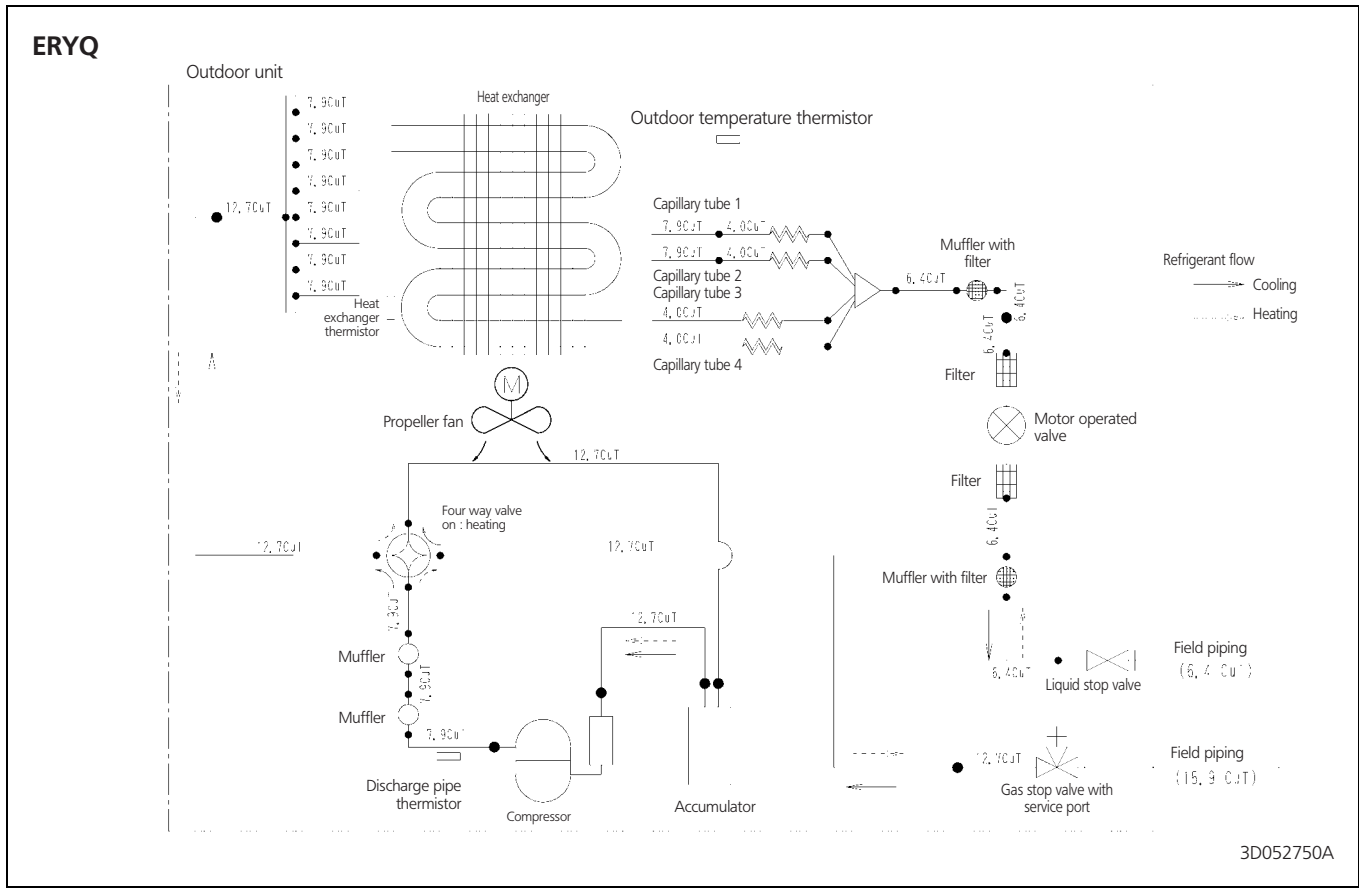 ERYQ
Outdoor unit
Heat exchanger
Outdoor temperature thermistor
7,9CuT
7,9CuT
7,9CuT
7,9CuT
7,9CuT
7,9CuT
7,9CuT
7,9CuT
12,7CuT
Heat
exchanger
thermistor
Capillary tube 1
7,9CuT 4,0CuT
7,9CuT 4,0CuT
Capillary tube 2
Capillary tube 3
4,0CuT
4,0CuT
Capillary tube 4
6,4CuT
Muffler with
filter
6,4CuT
6,4CuT
Refrigerant flow
Cooling
Heating
Filter
M
Propeller fan
Motor operated
valve
12,7CuT
Filter
Four way valve
on : heating
6,4CuT
12,7CuT
12,7CuT
Muffler with filter
7,9CuT
12,7CuT
Muffler
7,9CuT
Muffler
6,4CuT
Liquid stop valve
Field piping
(6,4 CuT)
7,9CuT
Discharge pipe
thermistor
Compressor
Accumulator
12,7CuT
Gas stop valve with
service port
Field piping
(15,9 CuT)
3D052750A